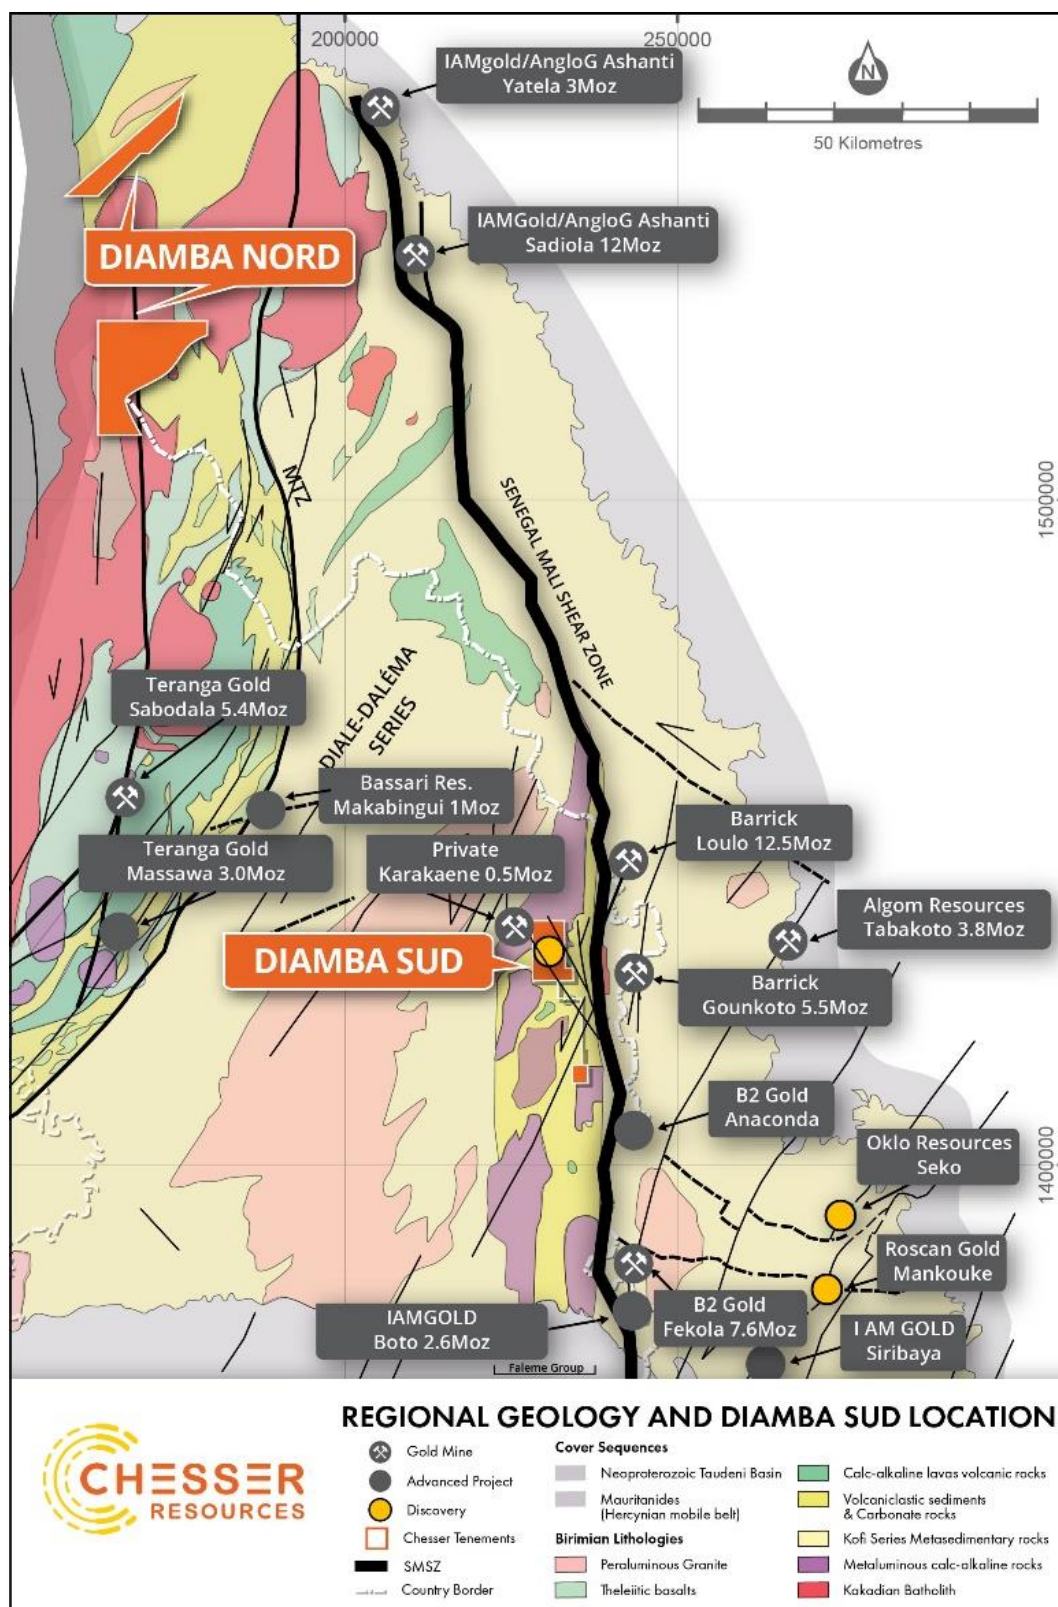 200000
250000
IAMgold/AngloG Ashanti
Yatela 3Moz
N
50 Kilometres
IAMGold/AngloG Ashanti
Sadiola 12Moz
DIAMBA NORD
MTZ
SENEGAL MALI SHEAR ZONE
1500000
DIALE-DALÉMA
SERIES
Teranga Gold
Sabodala 5.4Moz
Bassari Res.
Makabingui 1Moz
Teranga Gold
Massawa 3.0Moz
Private
Karakaene 0.5Moz
Barrick
Loulo 12.5Moz
Algom Resources
Tabakoto 3.8Moz
DIAMBA SUD
Barrick
Gounkoto 5.5Moz
B2 Gold
Anaconda
Oklo Resources
Seko
1400000
Roscan Gold
Mankouke
IAMGOLD
Boto 2.6Moz
B2 Gold
Fekola 7.6Moz
I AM GOLD
Siribaya
Faleme Group
CHESSER
RESOURCES
REGIONAL GEOLOGY AND DIAMBA SUD LOCATION
Gold Mine
Advanced Project
Discovery
Chesser Tenements
SMSZ
Country Border
Cover Sequences
Neoproterozoic Taudeni Basin
Mauritanides
(Hercynian mobile belt)
Birimian Lithologies
Peraluminous Granite
Theleiitic basalts
Calc-alkaline lavas volcanic rocks
Volcaniclastic sediments
& Carbonate rocks
Kofi Series Metasedimentary rocks
Metaluminous calc-alkaline rocks
Kakadian Batholith